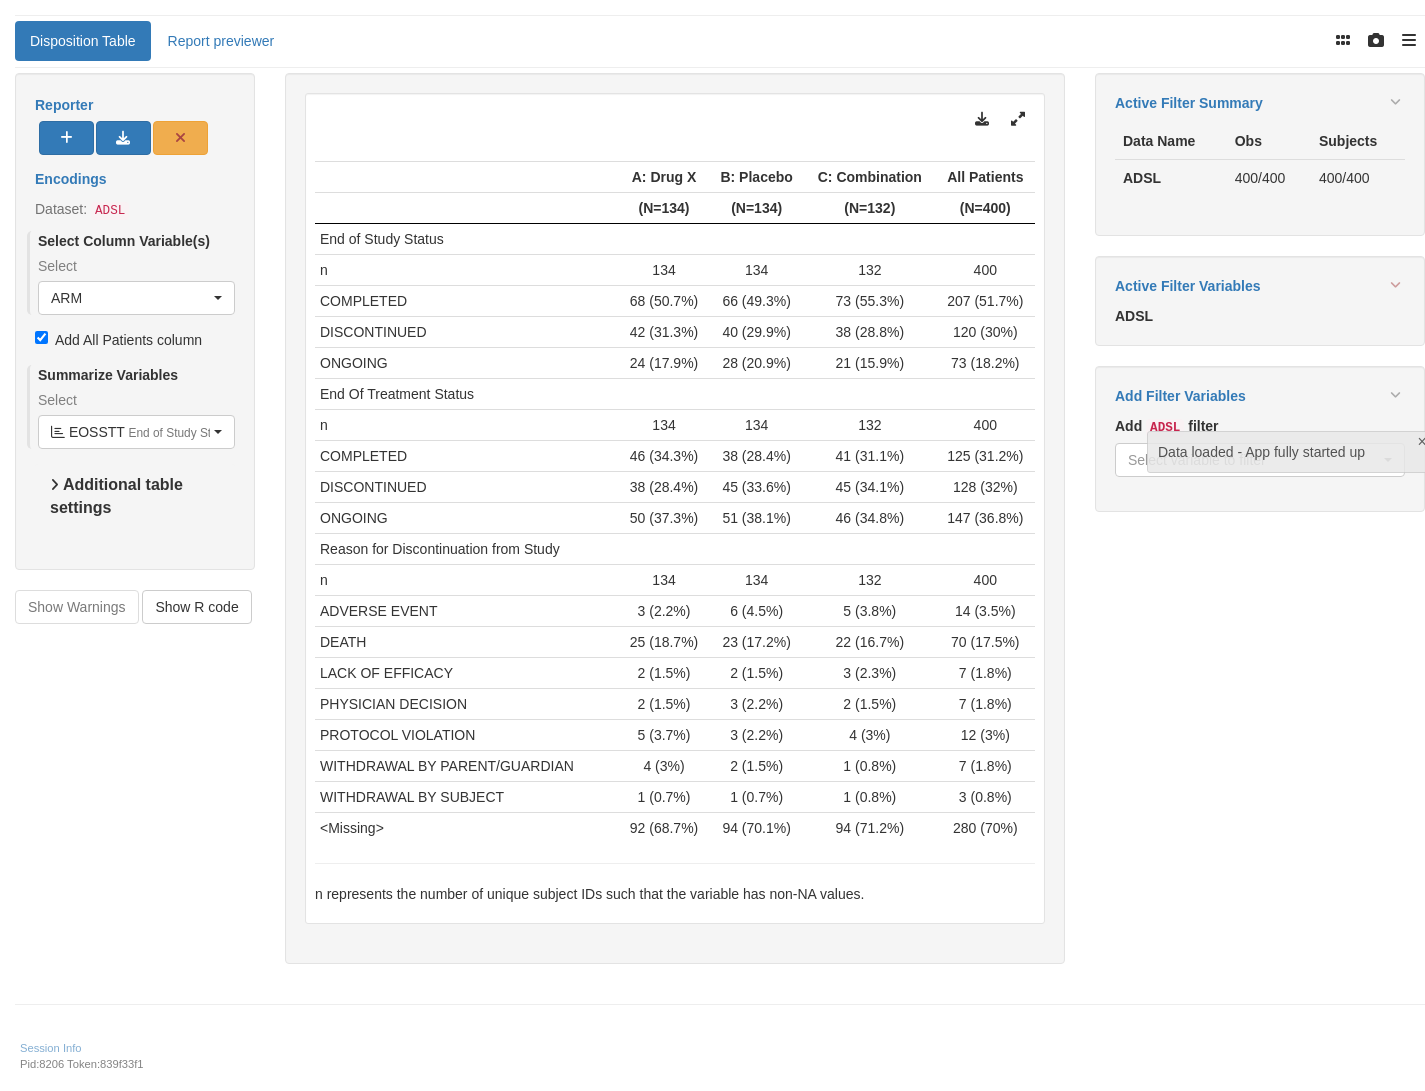 Disposition Table Report previewer
Reporter
Encodings
Dataset: ADSL
Select Column Variable(s)
Select
ARM
Add All Patients column
Summarize Variables
Select
EOSSTT End of Study St
Additional table
settings
Show Warnings Show R code
A: Drug X B: Placebo C: Combination All Patients
(N=134) (N=134) (N=132) (N=400)
End of Study Status
n 134 134 132 400
COMPLETED 68 (50.7%) 66 (49.3%) 73 (55.3%) 207 (51.7%)
DISCONTINUED 42 (31.3%) 40 (29.9%) 38 (28.8%) 120 (30%)
ONGOING 24 (17.9%) 28 (20.9%) 21 (15.9%) 73 (18.2%)
End Of Treatment Status
n 134 134 132 400
COMPLETED 46 (34.3%) 38 (28.4%) 41 (31.1%) 125 (31.2%)
DISCONTINUED 38 (28.4%) 45 (33.6%) 45 (34.1%) 128 (32%)
ONGOING 50 (37.3%) 51 (38.1%) 46 (34.8%) 147 (36.8%)
Reason for Discontinuation from Study
n 134 134 132 400
ADVERSE EVENT 3 (2.2%) 6 (4.5%) 5 (3.8%) 14 (3.5%)
DEATH 25 (18.7%) 23 (17.2%) 22 (16.7%) 70 (17.5%)
LACK OF EFFICACY 2 (1.5%) 2 (1.5%) 3 (2.3%) 7 (1.8%)
PHYSICIAN DECISION 2 (1.5%) 3 (2.2%) 2 (1.5%) 7 (1.8%)
PROTOCOL VIOLATION 5 (3.7%) 3 (2.2%) 4 (3%) 12 (3%)
WITHDRAWAL BY PARENT/GUARDIAN 4 (3%) 2 (1.5%) 1 (0.8%) 7 (1.8%)
WITHDRAWAL BY SUBJECT 1 (0.7%) 1 (0.7%) 1 (0.8%) 3 (0.8%)
<Missing> 92 (68.7%) 94 (70.1%) 94 (71.2%) 280 (70%)
n represents the number of unique subject IDs such that the variable has non-NA values.
Active Filter Summary
Data Name Obs Subjects
ADSL 400/400 400/400
Active Filter Variables
ADSL
Add Filter Variables
Add ADSL filter
Data loaded - App fully started up ×
Select variable to filter
Session Info
Pid:8206 Token:839f33f1